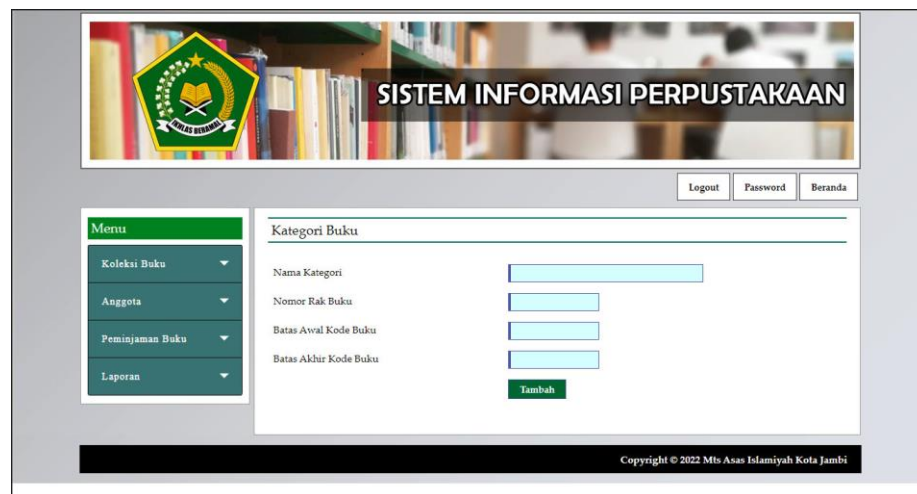 SISTEM INFORMASI PERPUSTAKAAN
IKHLAS BERAMAL
Logout Password Beranda
Menu
Koleksi Buku
Anggota
Peminjaman Buku
Laporan
Kategori Buku
Nama Kategori
Nomor Rak Buku
Batas Awal Kode Buku
Batas Akhir Kode Buku
Tambah
Copyright © 2022 Mts Asas Islamiyah Kota Jambi